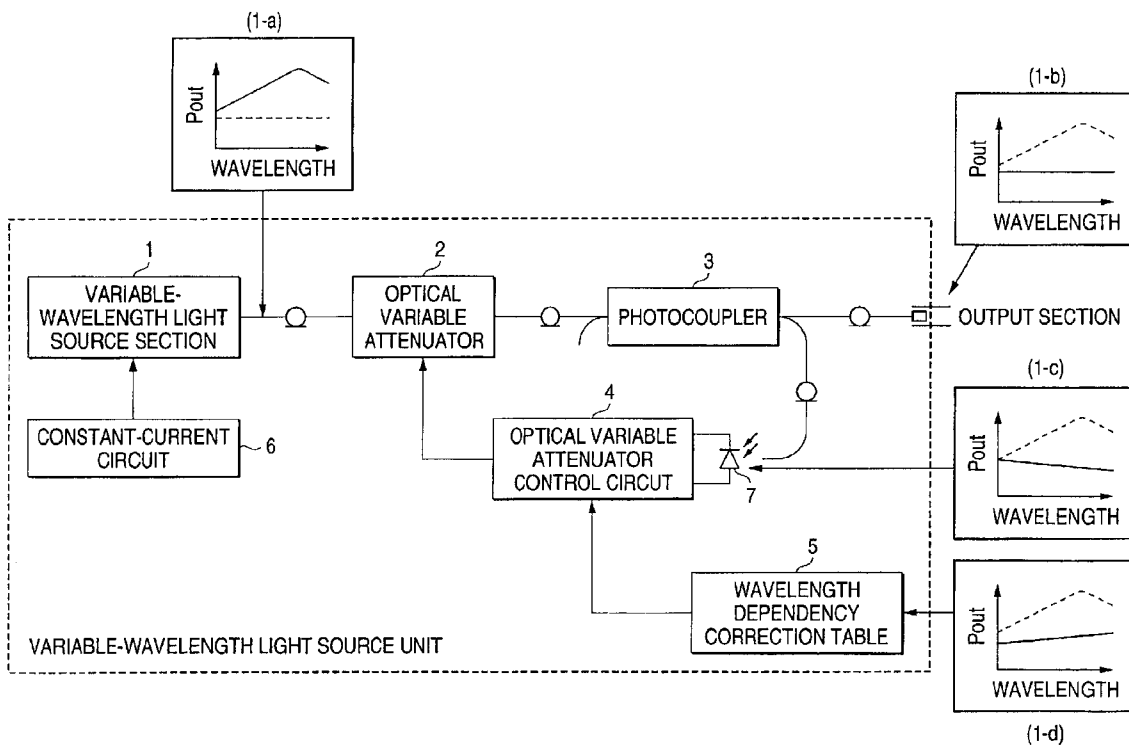 (1-a)
Pout
WAVELENGTH
(1-b)
Pout
WAVELENGTH
1
VARIABLE-
WAVELENGTH LIGHT
SOURCE SECTION
2
OPTICAL
VARIABLE
ATTENUATOR
3
PHOTOCOUPLER
OUTPUT SECTION
CONSTANT-CURRENT
CIRCUIT
6
4
OPTICAL VARIABLE
ATTENUATOR
CONTROL CIRCUT
7
(1-c)
Pout
WAVELENGTH
5
WAVELENGTH
DEPENDENCY
CORRECTION TABLE
Pout
WAVELENGTH
(1-d)
VARIABLE-WAVELENGTH LIGHT SOURCE UNIT